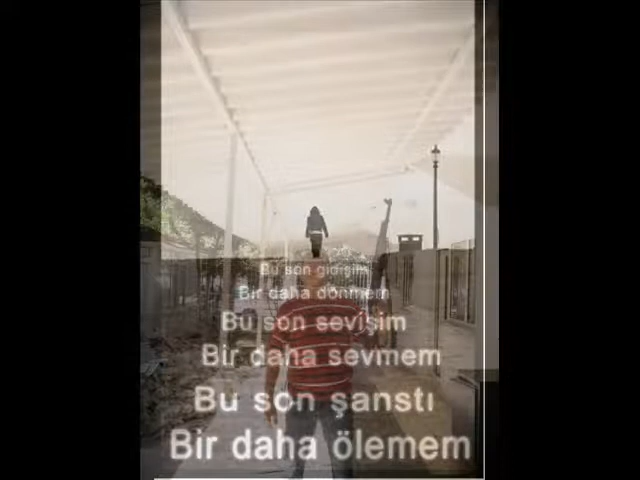 Bu son gidişim
Bir daha dönmem
Bu son sevişim
Bir daha sevmem
Bu son şanstı
Bir daha ölemem